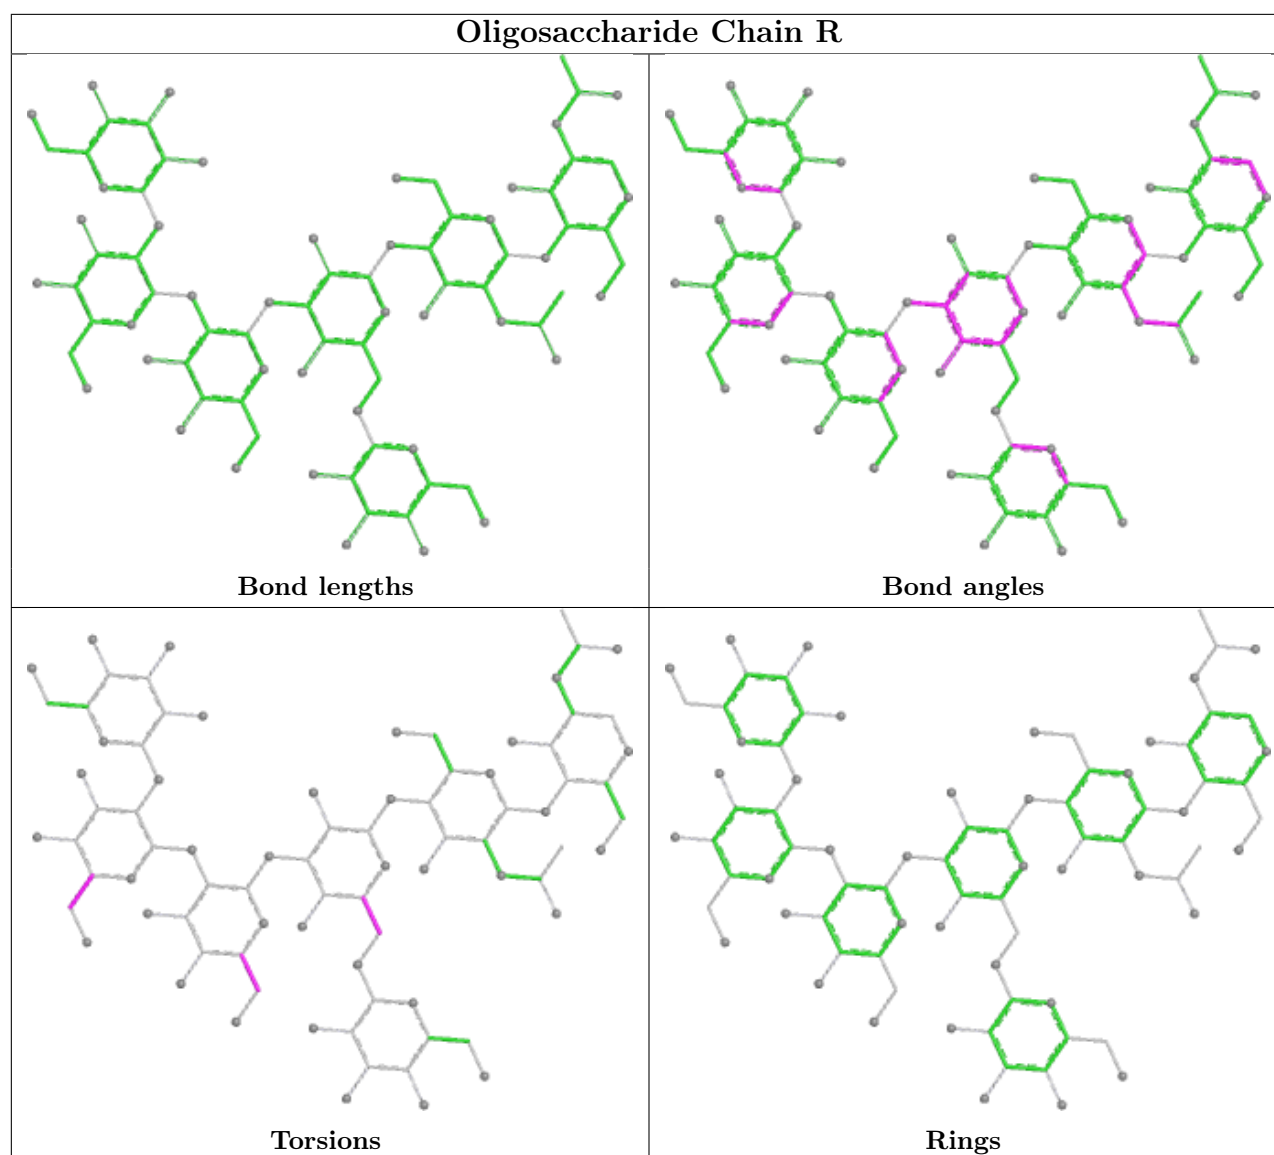 Oligosaccharide Chain R
Bond lengths
Bond angles
Torsions
Rings